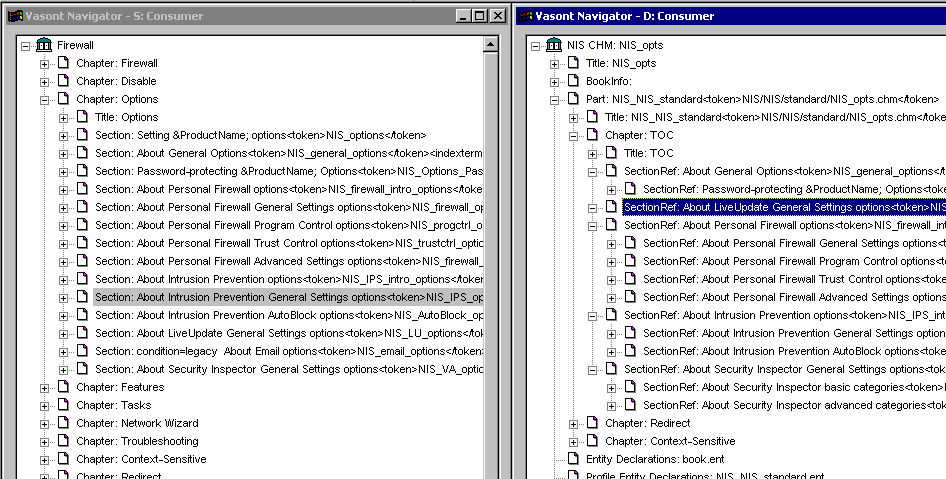 Vasont Navigator - S: Consumer
Firewall
Chapter: Firewall
Chapter: Disable
Chapter: Options
Title: Options
Section: Setting &ProductName; options<token>NIS_options</token>
Section: About General Options<token>NIS_general_options</token><indexterm
Section: Password-protecting &ProductName; Options<token>NIS_Options_Pas
Section: About Personal Firewall options<token>NIS_firewall_intro_options</toke
Section: About Personal Firewall General Settings options<token>NIS_firewall_op
Section: About Personal Firewall Program Control options<token>NIS_progctrl_o
Section: About Personal Firewall Trust Control options<token>NIS_trustctrl_optic
Section: About Personal Firewall Advanced Settings options<token>NIS_firewall_
Section: About Intrusion Prevention options<token>NIS_IPS_intro_options</token
Section: About Intrusion Prevention General Settings options<token>NIS_IPS_op
Section: About Intrusion Prevention AutoBlock options<token>NIS_AutoBlock_op
Section: About LiveUpdate General Settings options<token>NIS_LU_options</tok
Section: condition=legacy  About Email options<token>NIS_email_options</token>
Section: About Security Inspector General Settings options<token>NIS_VA_optic
Chapter: Features
Chapter: Tasks
Chapter: Network Wizard
Chapter: Troubleshooting
Chapter: Context-Sensitive
Chapter: Redirect
Vasont Navigator - D: Consumer
NIS CHM: NIS_opts
Title: NIS_opts
BookInfo:
Part: NIS_NIS_standard<token>NIS/NIS/standard/NIS_opts.chm</token>
Title: NIS_NIS_standard<token>NIS/NIS/standard/NIS_opts.chm</toke
Chapter: TOC
Title: TOC
SectionRef: About General Options<token>NIS_general_options</t
SectionRef: Password-protecting &ProductName; Options<toke
SectionRef: About LiveUpdate General Settings options<token>NIS
SectionRef: About Personal Firewall options<token>NIS_firewall_int
SectionRef: About Personal Firewall General Settings options<t
SectionRef: About Personal Firewall Program Control options<t
SectionRef: About Personal Firewall Trust Control options<toke
SectionRef: About Personal Firewall Advanced Settings options
SectionRef: About Intrusion Prevention options<token>NIS_IPS_int
SectionRef: About Intrusion Prevention General Settings option
SectionRef: About Intrusion Prevention AutoBlock options<tok
SectionRef: About Security Inspector General Settings options<tok
SectionRef: About Security Inspector basic categories<token>
SectionRef: About Security Inspector advanced categories<to
Chapter: Redirect
Chapter: Context-Sensitive
Entity Declarations: book.ent
Profile Entity Declarations: NIS_NIS_standard.ent